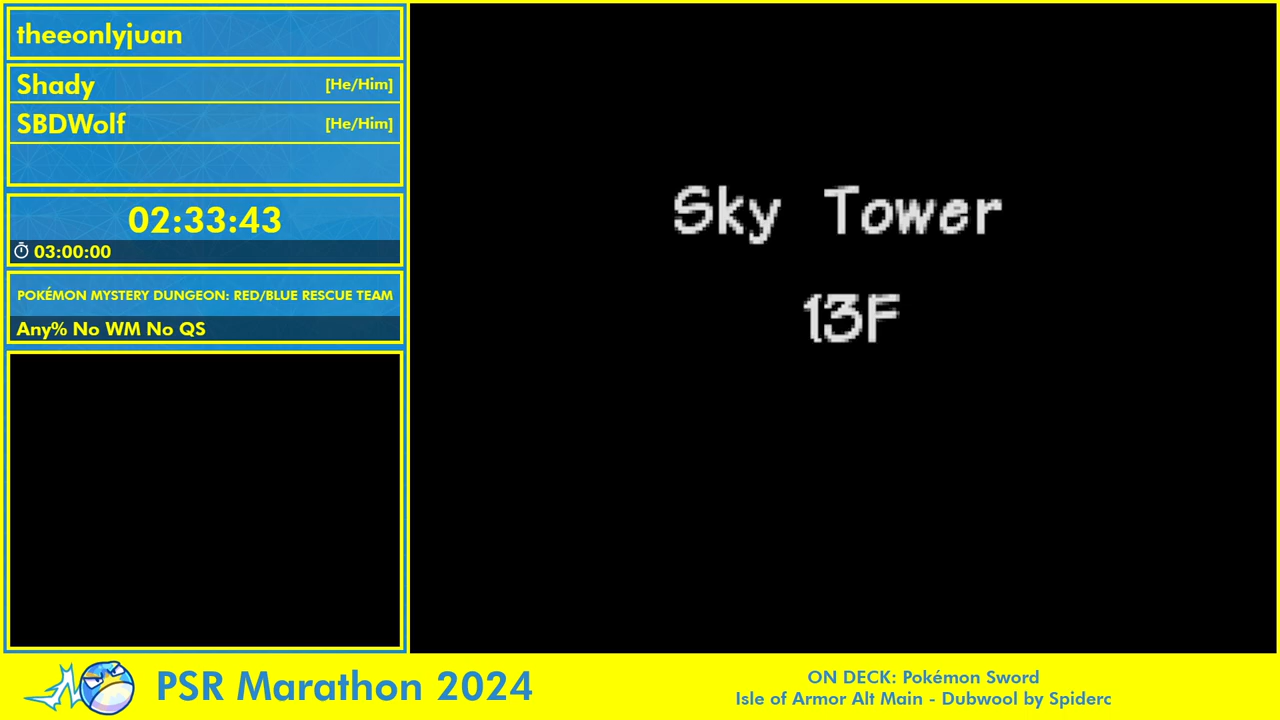 theeonlyjuan
Shady [He/Him]
SBDWolf [He/Him]
02:33:43
03:00:00
POKÉMON MYSTERY DUNGEON: RED/BLUE RESCUE TEAM
Any% No WM No QS
Sky Tower
13F
PSR Marathon 2024
ON DECK: Pokémon Sword
Isle of Armor Alt Main - Dubwool by Spiderc